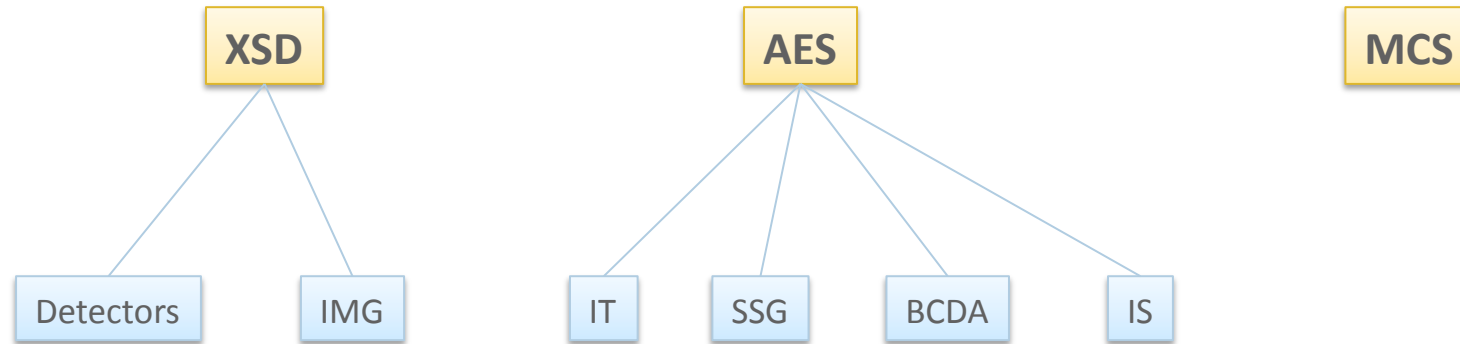 XSD
AES
MCS
Detectors
IMG
IT
SSG
BCDA
IS